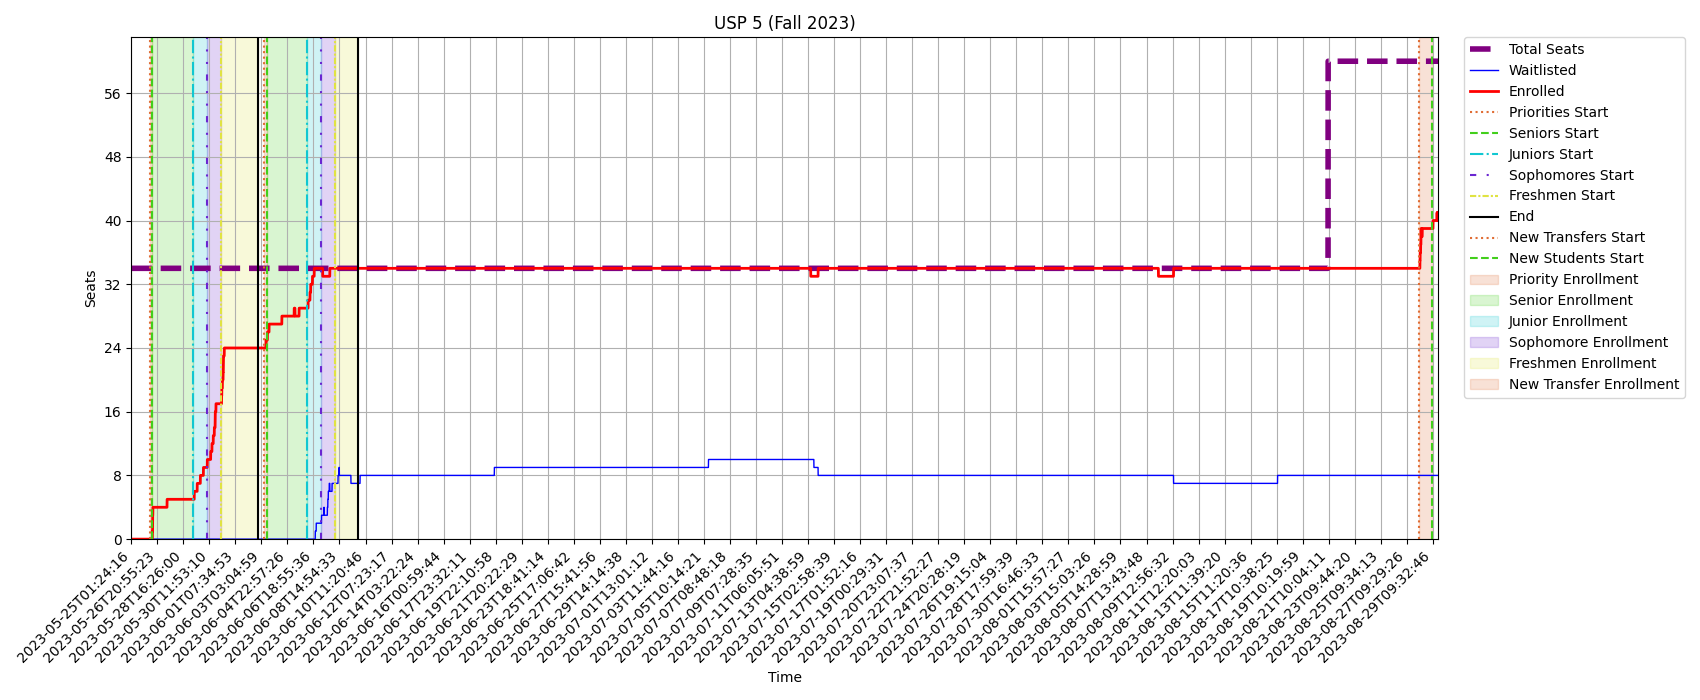 USP 5 (Fall 2023)
Seats
56
48
40
32
24
16
8
0
2023-05-25T01:24:16
2023-05-26T20:55:23
2023-05-28T16:26:00
2023-05-30T11:53:10
2023-06-01T07:34:53
2023-06-03T03:04:59
2023-06-04T22:57:26
2023-06-06T18:55:36
2023-06-08T14:54:33
2023-06-10T11:20:46
2023-06-12T07:23:17
2023-06-14T03:22:24
2023-06-16T00:59:44
2023-06-17T23:32:11
2023-06-19T22:10:58
2023-06-21T20:22:29
2023-06-23T18:41:14
2023-06-25T17:06:42
2023-06-27T15:41:56
2023-06-29T14:14:38
2023-07-01T13:01:12
2023-07-03T11:44:16
2023-07-05T10:14:21
2023-07-07T08:48:18
2023-07-09T07:28:35
2023-07-11T06:05:51
2023-07-13T04:38:59
2023-07-15T02:58:39
2023-07-17T01:52:16
2023-07-19T00:29:31
2023-07-20T23:07:37
2023-07-22T21:52:27
2023-07-24T20:28:19
2023-07-26T19:15:04
2023-07-28T17:59:39
2023-07-30T16:46:33
2023-08-01T15:57:27
2023-08-03T15:03:26
2023-08-05T14:28:59
2023-08-07T13:43:48
2023-08-09T12:56:32
2023-08-11T12:20:03
2023-08-13T11:39:20
2023-08-15T11:20:36
2023-08-17T10:38:25
2023-08-19T10:19:59
2023-08-21T10:04:11
2023-08-23T09:44:20
2023-08-25T09:34:13
2023-08-27T09:29:26
2023-08-29T09:32:46
Time
Total Seats
Waitlisted
Enrolled
Priorities Start
Seniors Start
Juniors Start
Sophomores Start
Freshmen Start
End
New Transfers Start
New Students Start
Priority Enrollment
Senior Enrollment
Junior Enrollment
Sophomore Enrollment
Freshmen Enrollment
New Transfer Enrollment